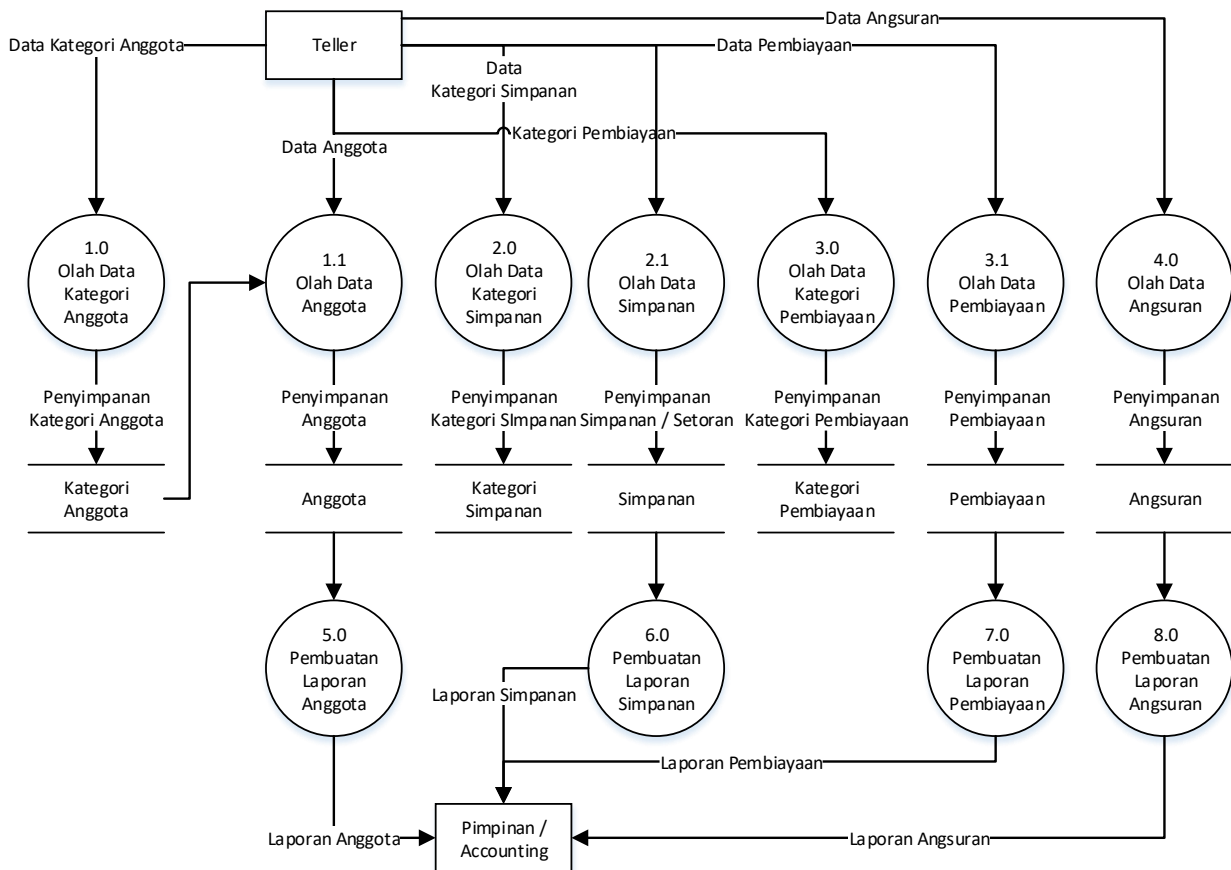 Data Angsuran
Data Kategori Anggota
Teller
Data Pembiayaan
Data
Kategori Simpanan
Kategori Pembiayaan
Data Anggota
1.0
Olah Data
Kategori
Anggota
1.1
Olah Data
Anggota
2.0
Olah Data
Kategori
Simpanan
2.1
Olah Data
Simpanan
3.0
Olah Data
Kategori
Pembiayaan
3.1
Olah Data
Pembiayaan
4.0
Olah Data
Angsuran
Penyimpanan
Kategori Anggota
Penyimpanan
Anggota
Penyimpanan
Kategori SImpanan
Penyimpanan
Simpanan / Setoran
Penyimpanan
Kategori Pembiayaan
Penyimpanan
Pembiayaan
Penyimpanan
Angsuran
Kategori
Anggota
Anggota
Kategori
Simpanan
Simpanan
Kategori
Pembiayaan
Pembiayaan
Angsuran
5.0
Pembuatan
Laporan
Anggota
6.0
Pembuatan
Laporan
Simpanan
7.0
Pembuatan
Laporan
Pembiayaan
8.0
Pembuatan
Laporan
Angsuran
Laporan Simpanan
Laporan Pembiayaan
Laporan Anggota
Pimpinan /
Accounting
Laporan Angsuran